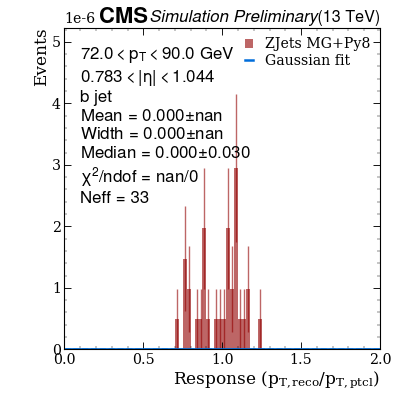 1e-6 CMS Simulation Preliminary (13 TeV)
Events
5
4
3
2
1
0
72.0 < p_T < 90.0 GeV
0.783 < |η| < 1.044
b jet
Mean = 0.000±nan
Width = 0.000±nan
Median = 0.000±0.030
χ²/ndof = nan/0
Neff = 33
ZJets MG+Py8
Gaussian fit
0.0 0.5 1.0 1.5 2.0
Response (p_T,reco/p_T,ptcl)